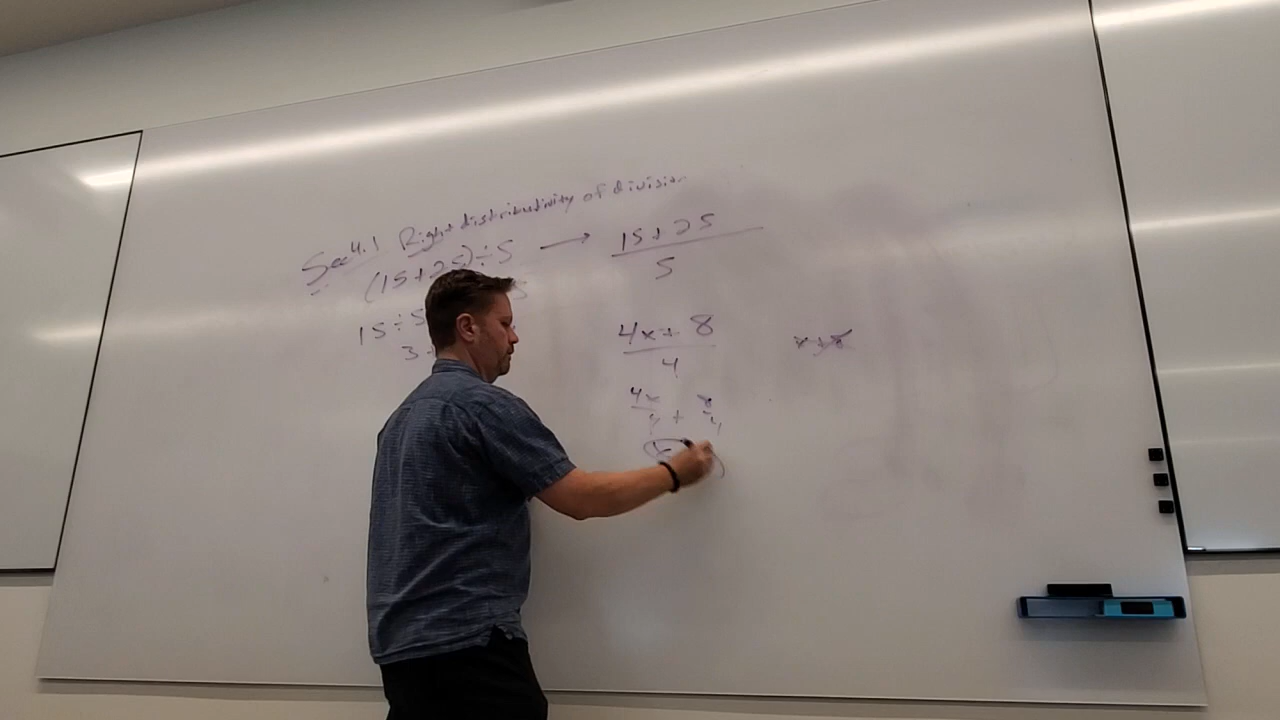 Sec 4.1 Right distributivity of division
(15+25)÷5 → 15+25
5
15÷5
3+
4x+8
4
4x + 8
4 4
x+8